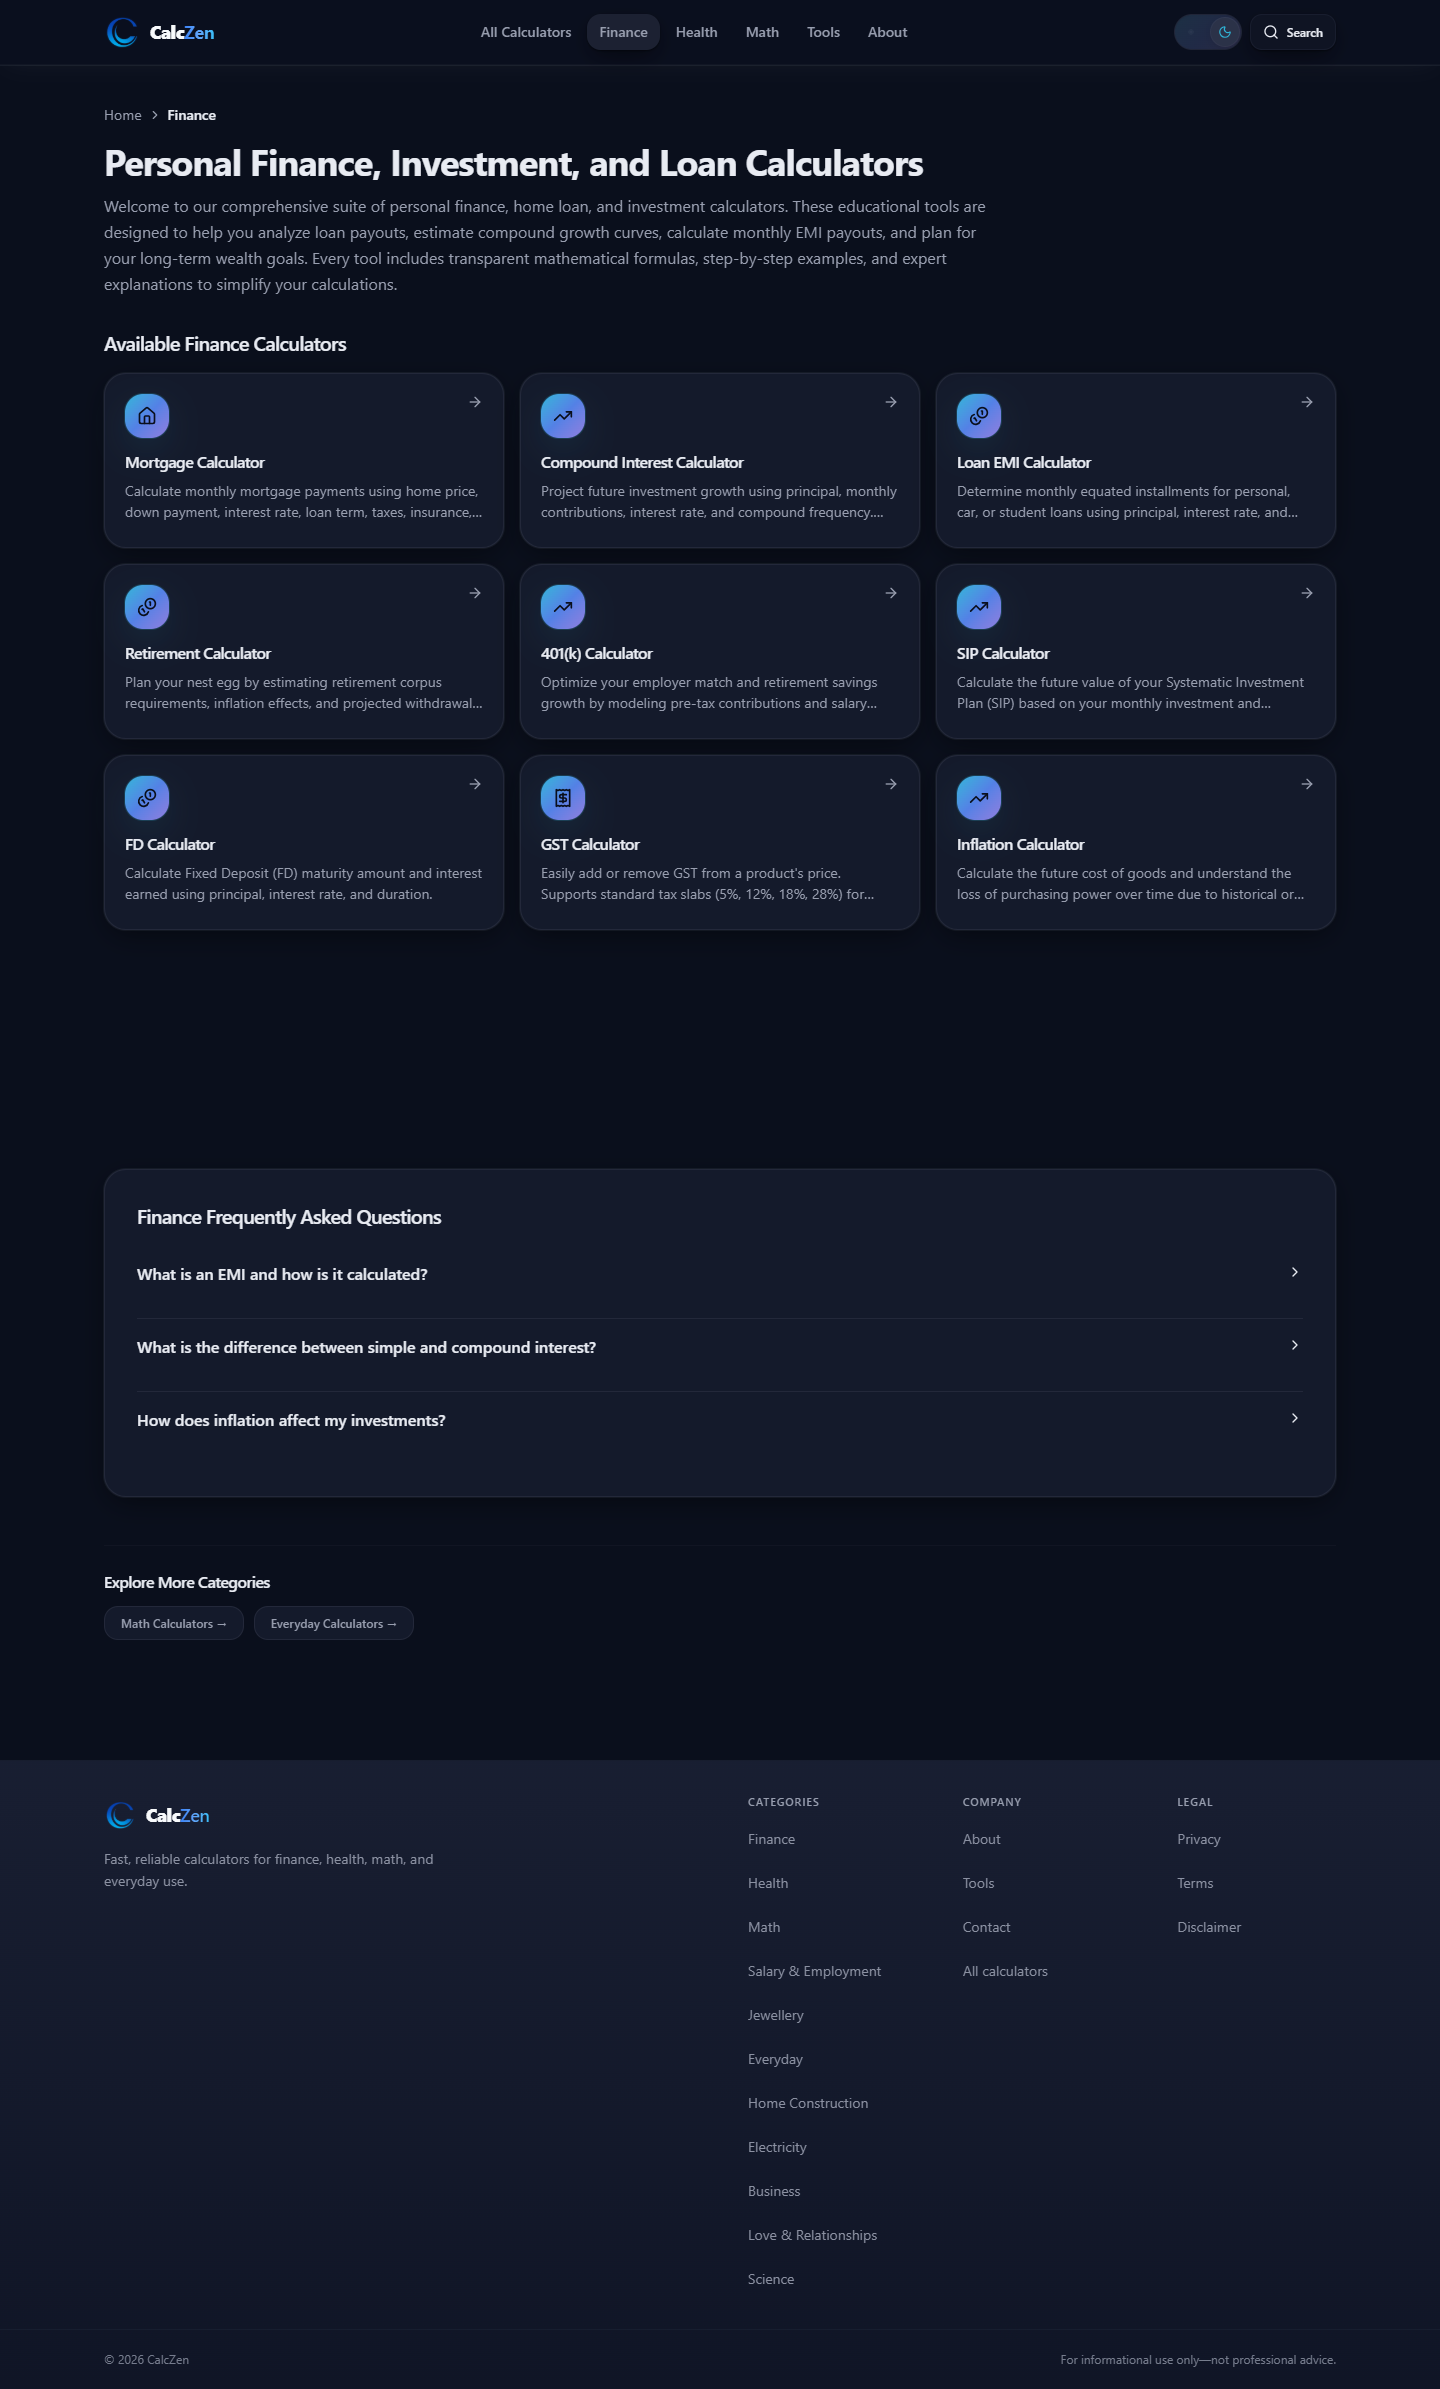 CalcZen
All Calculators
Finance
Health
Math
Tools
About
Search
Home > Finance
Personal Finance, Investment, and Loan Calculators
Welcome to our comprehensive suite of personal finance, home loan, and investment calculators. These educational tools are
designed to help you analyze loan payouts, estimate compound growth curves, calculate monthly EMI payouts, and plan for
your long-term wealth goals. Every tool includes transparent mathematical formulas, step-by-step examples, and expert
explanations to simplify your calculations.
Available Finance Calculators
Mortgage Calculator
Calculate monthly mortgage payments using home price,
down payment, interest rate, loan term, taxes, insurance,...
Compound Interest Calculator
Project future investment growth using principal, monthly
contributions, interest rate, and compound frequency....
Loan EMI Calculator
Determine monthly equated installments for personal,
car, or student loans using principal, interest rate, and...
Retirement Calculator
Plan your nest egg by estimating retirement corpus
requirements, inflation effects, and projected withdrawal...
401(k) Calculator
Optimize your employer match and retirement savings
growth by modeling pre-tax contributions and salary...
SIP Calculator
Calculate the future value of your Systematic Investment
Plan (SIP) based on your monthly investment and...
FD Calculator
Calculate Fixed Deposit (FD) maturity amount and interest
earned using principal, interest rate, and duration.
GST Calculator
Easily add or remove GST from a product's price.
Supports standard tax slabs (5%, 12%, 18%, 28%) for...
Inflation Calculator
Calculate the future cost of goods and understand the
loss of purchasing power over time due to historical or...
Finance Frequently Asked Questions
What is an EMI and how is it calculated?
What is the difference between simple and compound interest?
How does inflation affect my investments?
Explore More Categories
Math Calculators →
Everyday Calculators →
CalcZen
Fast, reliable calculators for finance, health, math, and
everyday use.
CATEGORIES
Finance
Health
Math
Salary & Employment
Jewellery
Everyday
Home Construction
Electricity
Business
Love & Relationships
Science
COMPANY
About
Tools
Contact
All calculators
LEGAL
Privacy
Terms
Disclaimer
© 2026 CalcZen
For informational use only—not professional advice.